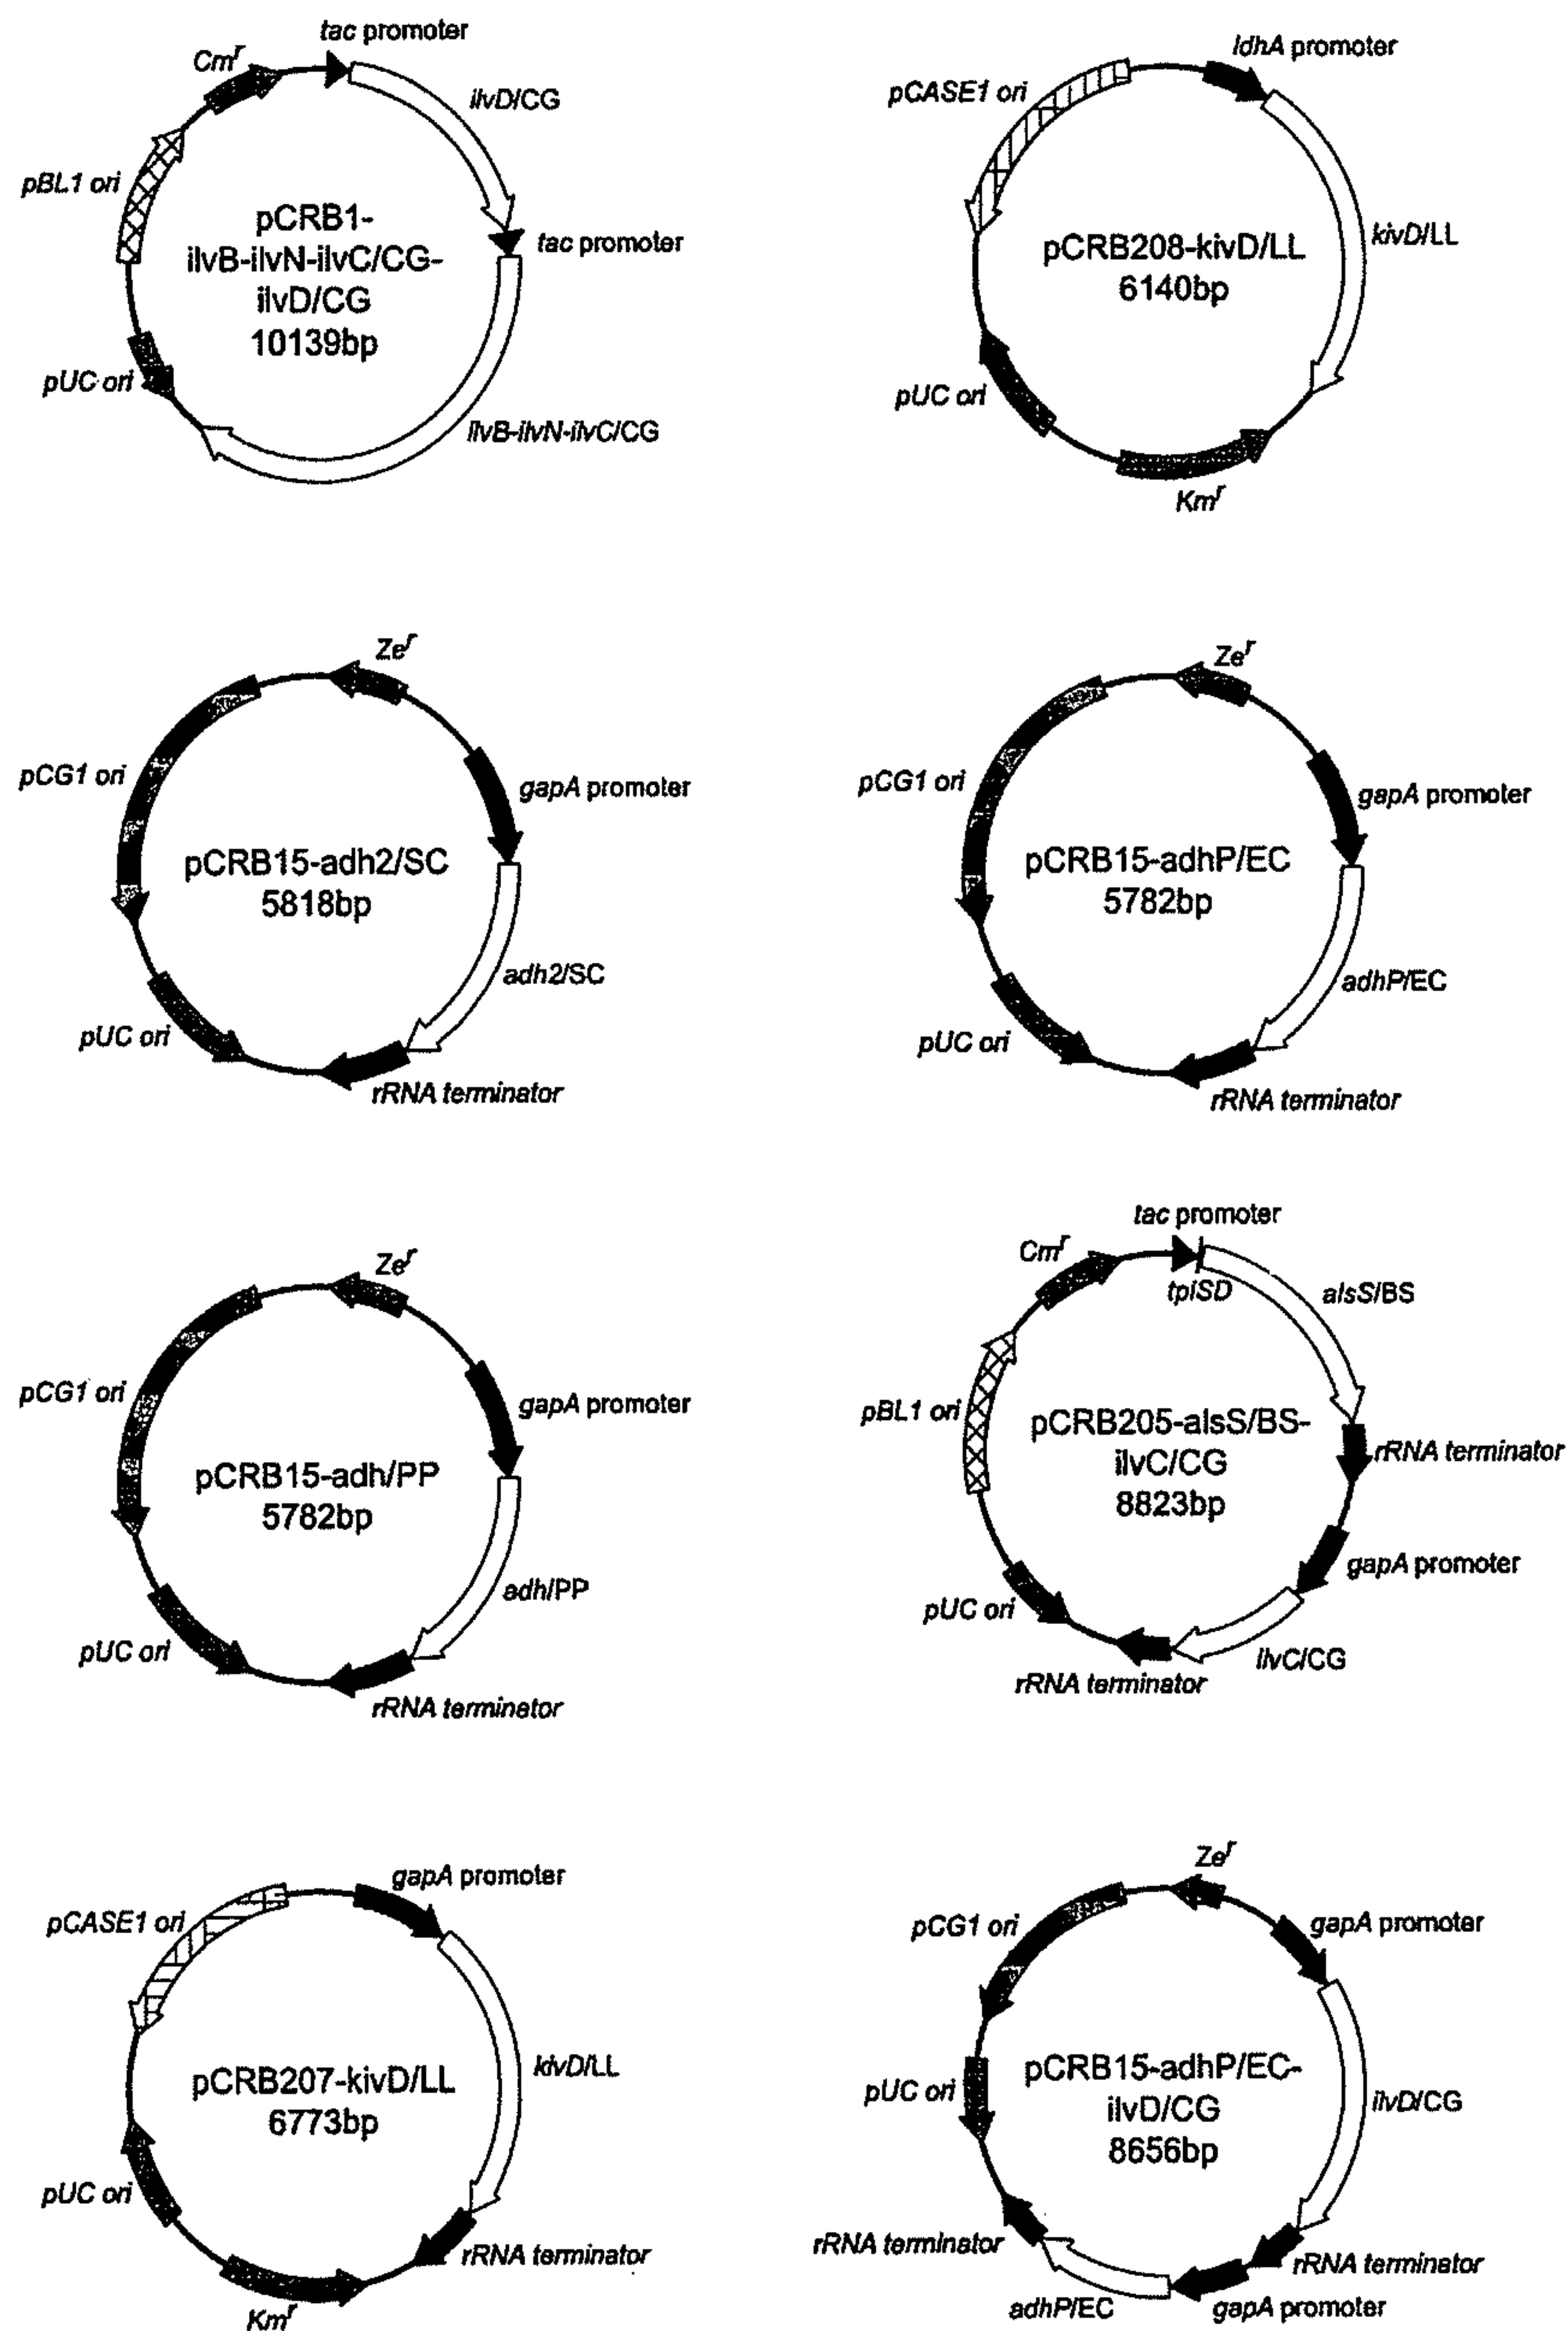 tac promoter
Cmr
ilvD/CG
pBL1 ori
tac promoter
pCRB1-
ilvB-ilvN-ilvC/CG-
ilvD/CG
10139bp
pUC ori
ilvB-ilvN-ilvC/CG
ldhA promoter
pCASE1 ori
kivD/LL
pCRB208-kivD/LL
6140bp
pUC ori
Kmr
Zer
pCG1 ori
gapA promoter
pCRB15-adh2/SC
5818bp
adh2/SC
pUC ori
rRNA terminator
Zer
pCG1 ori
gapA promoter
pCRB15-adhP/EC
5782bp
adhP/EC
pUC ori
rRNA terminator
Zer
pCG1 ori
gapA promoter
pCRB15-adh/PP
5782bp
adh/PP
pUC ori
rRNA terminator
tac promoter
Cmr
tpiSD
alsS/BS
pBL1 ori
pCRB205-alsS/BS-
ilvC/CG
8823bp
rRNA terminator
gapA promoter
pUC ori
ilvC/CG
rRNA terminator
gapA promoter
pCASE1 ori
kivD/LL
pCRB207-kivD/LL
6773bp
pUC ori
rRNA terminator
Kmr
Zer
pCG1 ori
gapA promoter
pUC ori
pCRB15-adhP/EC-
ilvD/CG
8656bp
ilvD/CG
rRNA terminator
rRNA terminator
adhP/EC
gapA promoter